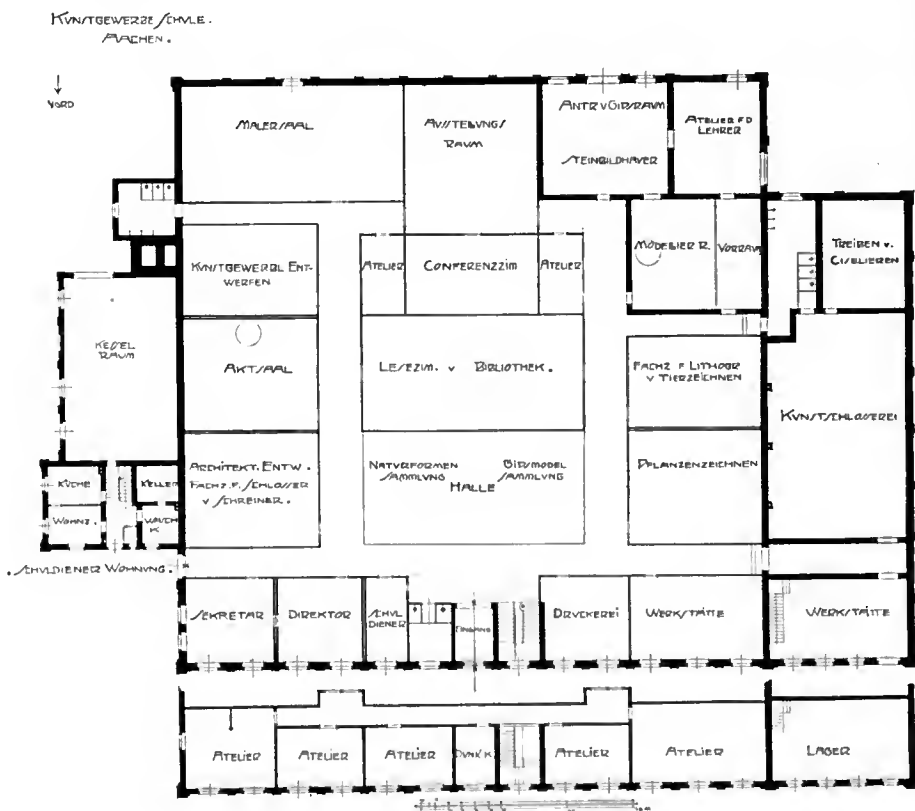 KVNSTGEWERBE SCHVLE.
AACHEN.
NORD
MALERSAAL
AVSSTELLVNGS
RAVM
ANTR V GIPSRAVM
STEINBILDHAVER
ATELIER F D
LEHRER
KVNSTGEWERBL ENT-
WERFEN
ATELIER
CONFERENZZIM
ATELIER
MODELLIER R.
VORRAVM
TREIBEN V.
CISELIEREN
KESSEL
RAVM
AKTSAAL
LESEZIM. V BIBLIOTHEK.
FACHZ F LITHOGR
V TIERZEICHNEN
KVNSTSCHLOSSEREI
ARCHITEKT. ENTW.
FACHZ. F. SCHLOSSER
V SCHREINER.
NATVRFORMEN
SAMMLVNG
GIPSMODEL
SAMMLVNG
HALLE
PFLANZENZEICHNEN
KÜCHE
KELLER
WOHNZ.
WASCH
K
SCHVLDIENER WOHNVNG.
SEKRETÄR
DIREKTOR
SCHVL
DIENER
EINGANG
DRVCKEREI
WERKSTÄTTE
WERKSTÄTTE
ATELIER
ATELIER
ATELIER
DVNK'K
ATELIER
ATELIER
LAGER